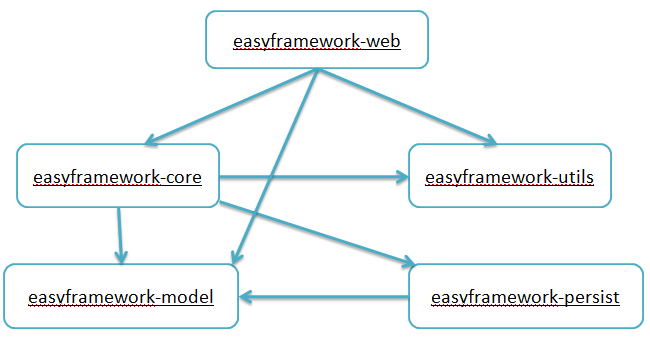 easyframework-web
easyframework-core
easyframework-utils
easyframework-model
easyframework-persist